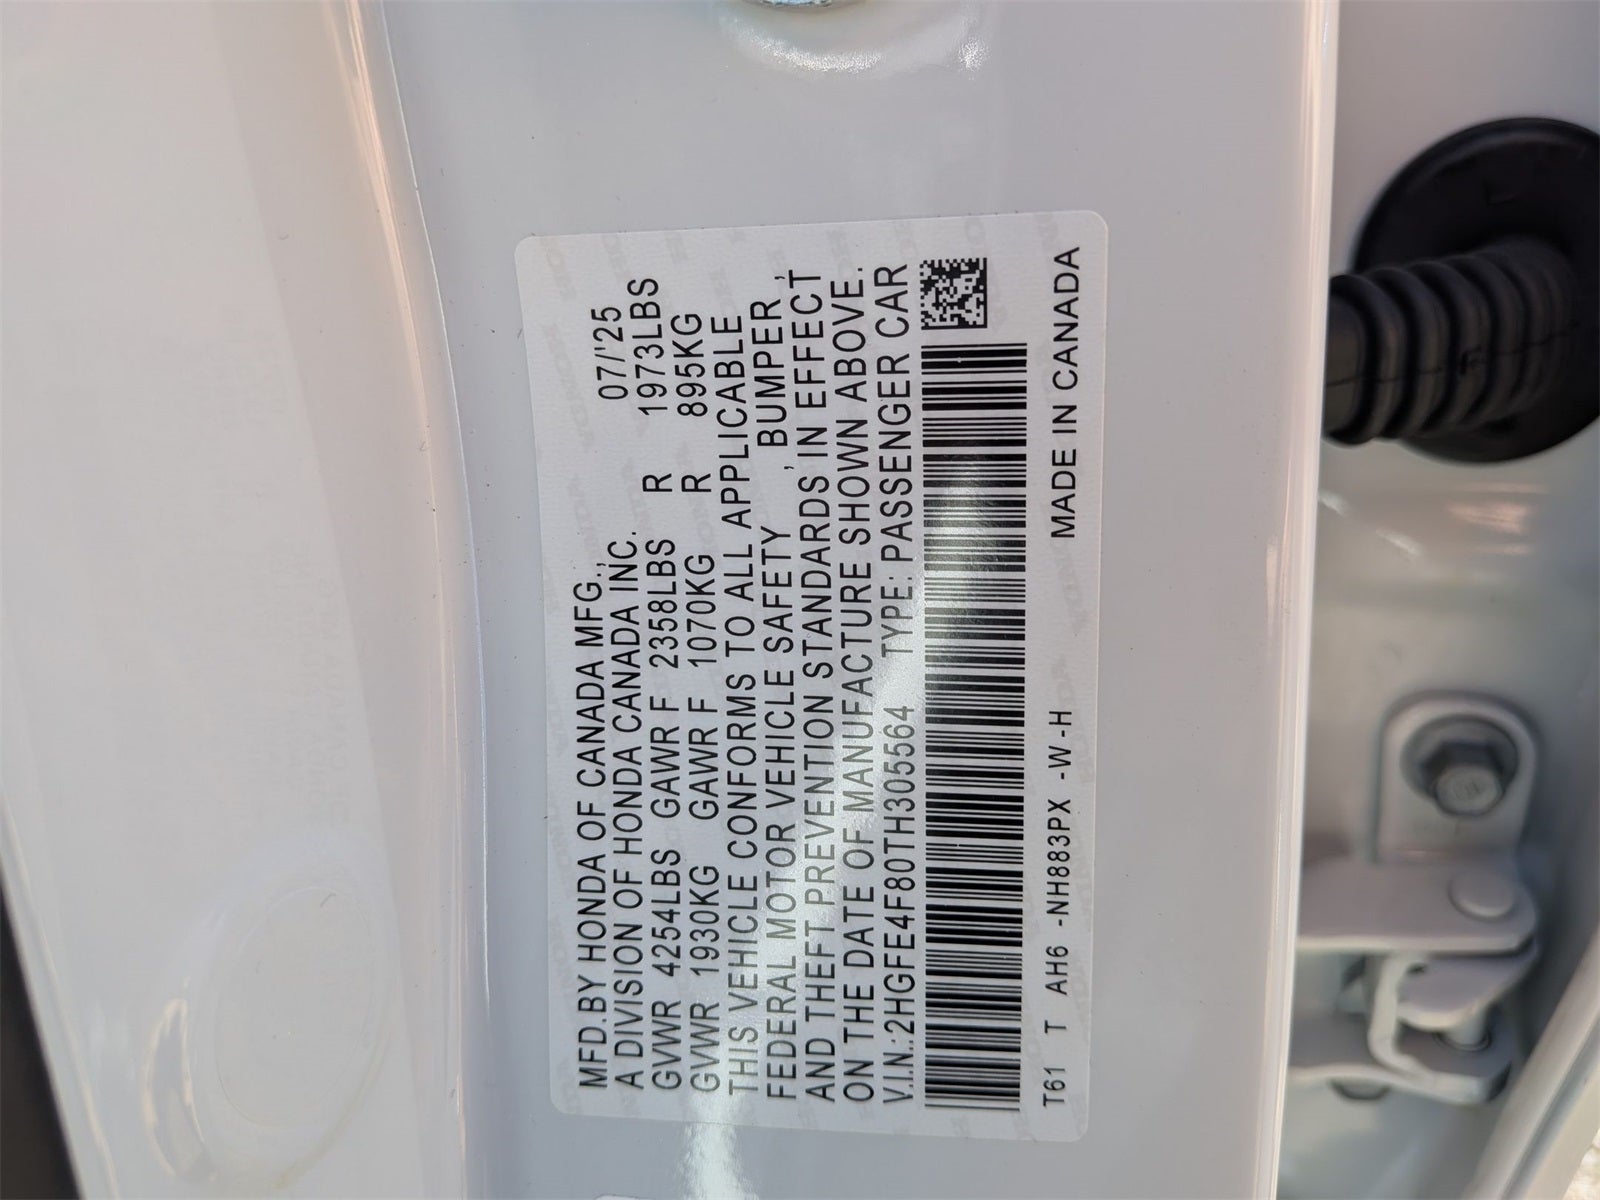 MFD.BY HONDA OF CANADA MFG., 07/'25
A DIVISION OF HONDA CANADA INC.
GVWR 4254LBS GAWR F 2358LBS R 1973LBS
GVWR 1930KG GAWR F 1070KG R 895KG
THIS VEHICLE CONFORMS TO ALL APPLICABLE
FEDERAL MOTOR VEHICLE SAFETY , BUMPER ,
AND THEFT PREVENTION STANDARDS IN EFFECT
ON THE DATE OF MANUFACTURE SHOWN ABOVE.
V.I.N.:2HGFE4F80TH305564 TYPE: PASSENGER CAR
T61 T AH6 -NH883PX -W-H MADE IN CANADA